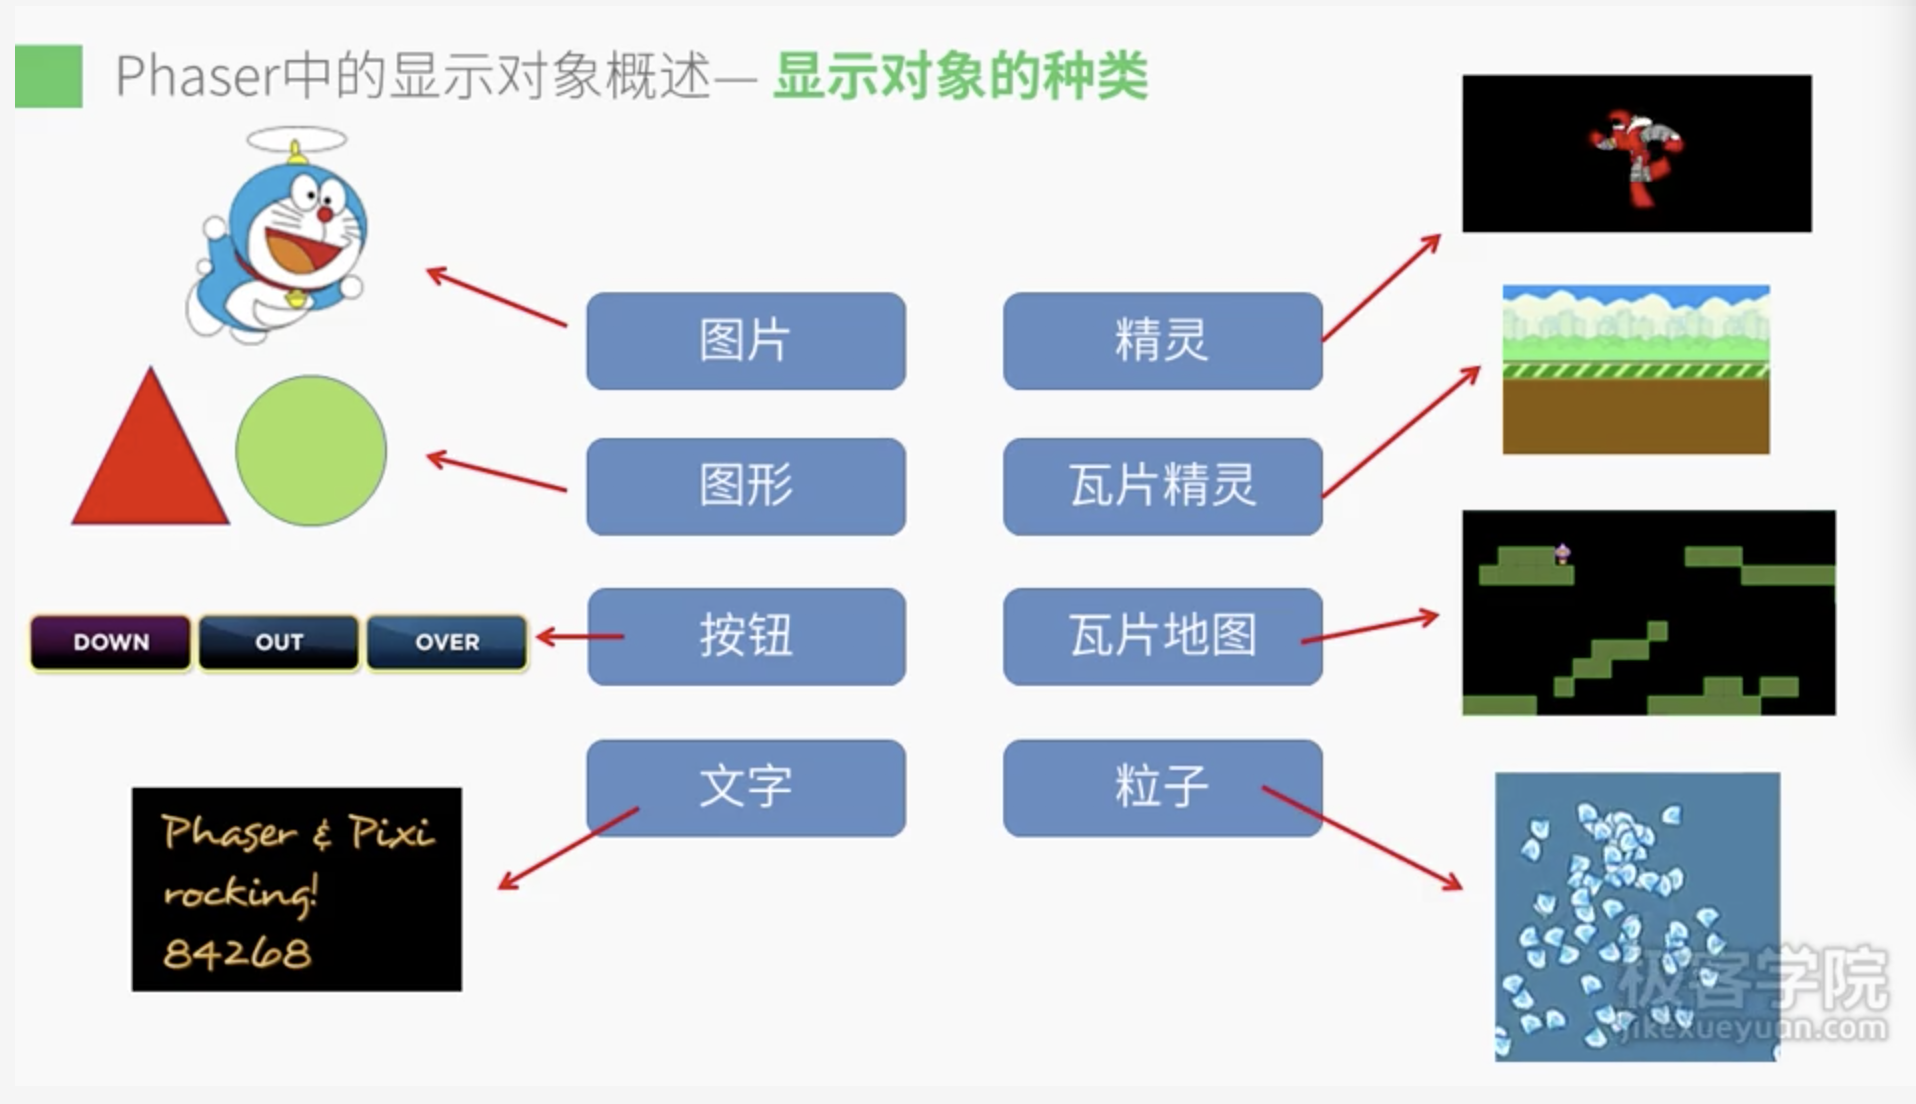 Phaser中的显示对象概述— 显示对象的种类
图片
精灵
图形
瓦片精灵
DOWN
OUT
OVER
按钮
瓦片地图
文字
粒子
Phaser & Pixi
rocking!
84268
极客学院
jikexueyuan.com